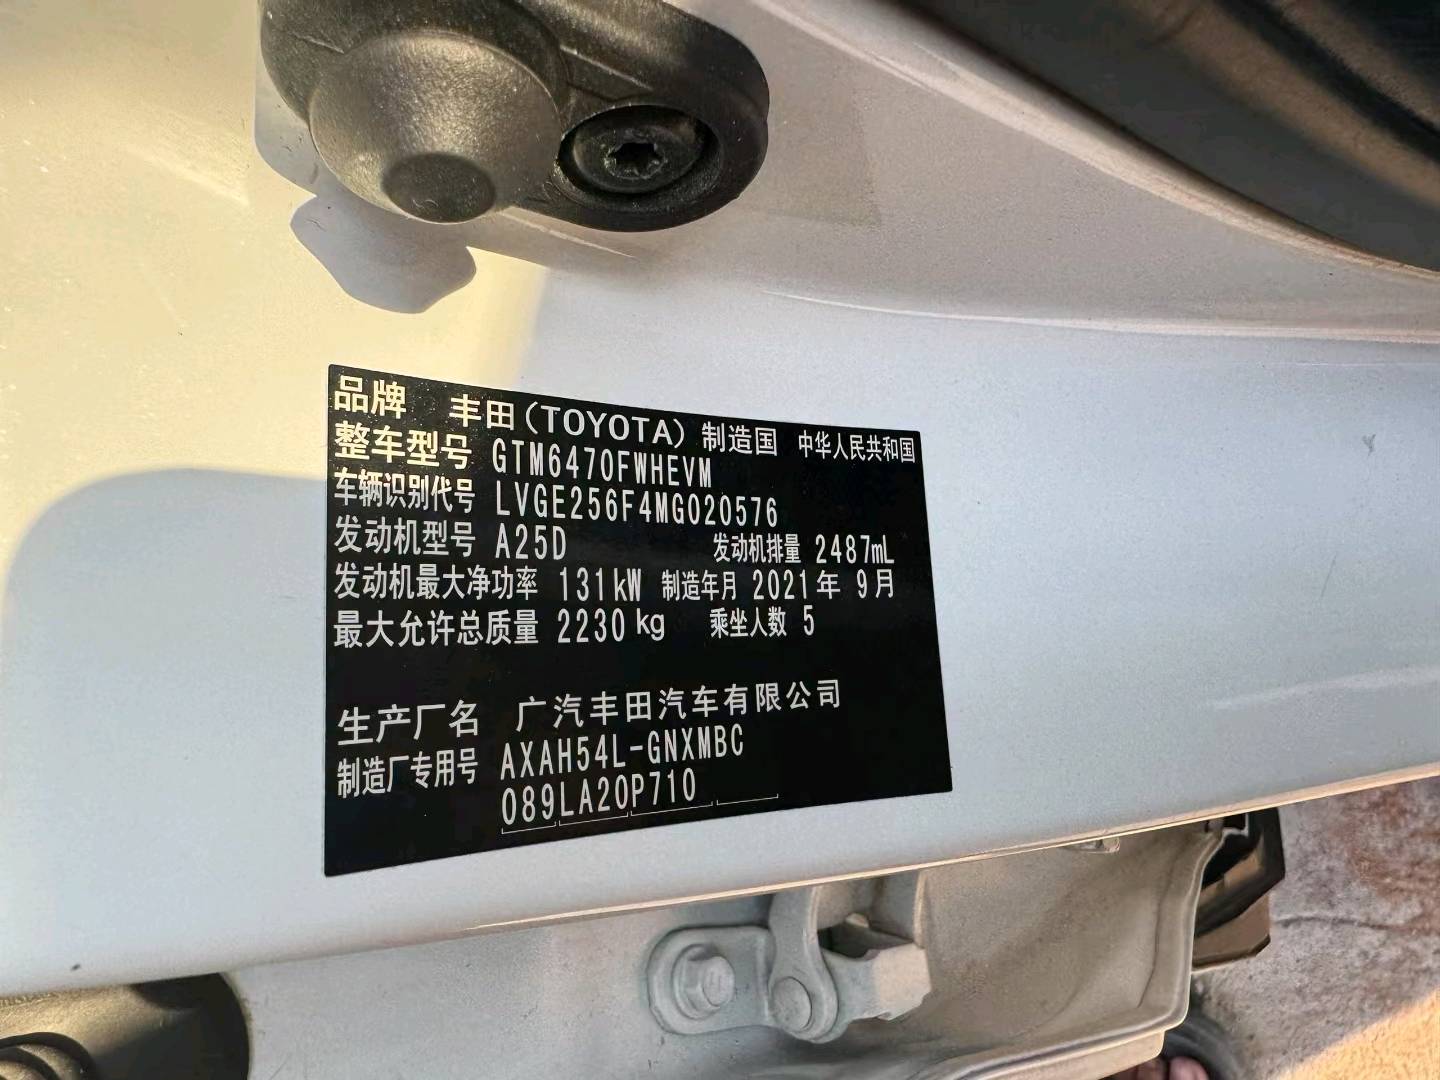 品牌 丰田(TOYOTA) 制造国 中华人民共和国
整车型号 GTM6470FWHEVM
车辆识别代号 LVGE256F4MG020576
发动机型号 A25D 发动机排量 2487mL
发动机最大净功率 131kW 制造年月 2021年 9月
最大允许总质量 2230kg 乘坐人数 5
生产厂名 广汽丰田汽车有限公司
制造厂专用号 AXAH54L-GNXMBC
089LA20P710